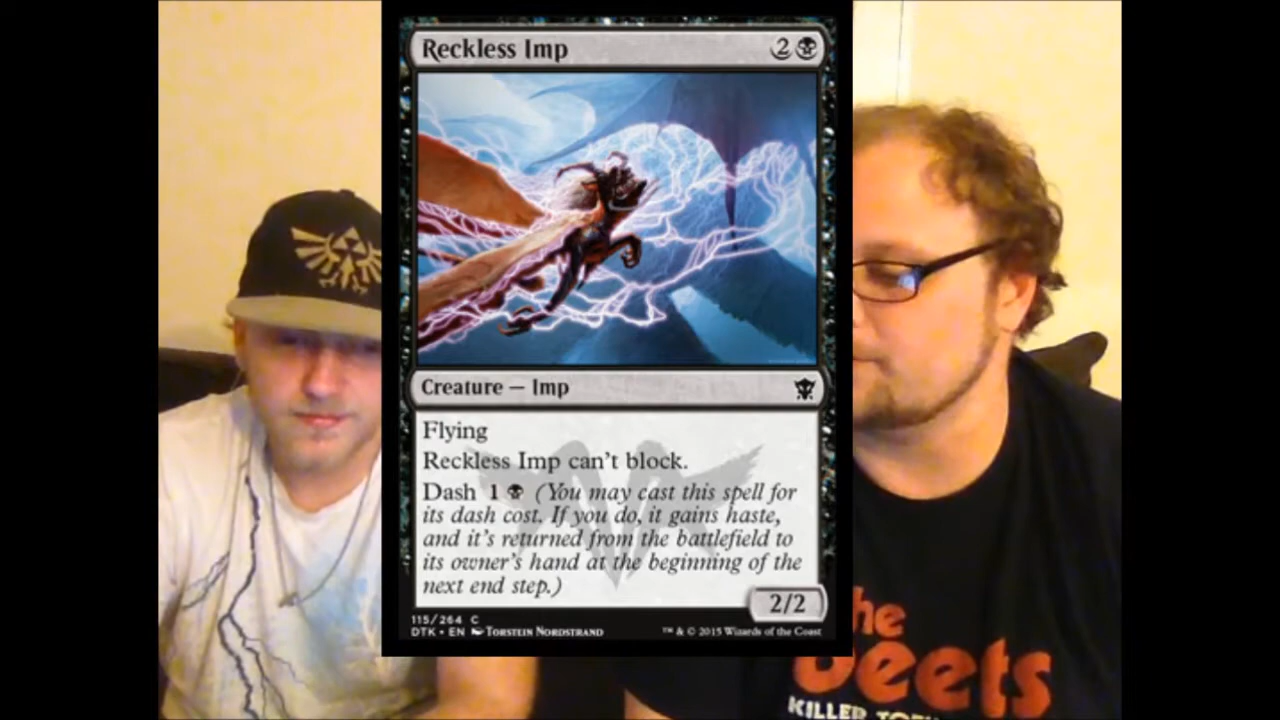 Reckless Imp 2
Creature — Imp
Flying
Reckless Imp can't block.
Dash 1 (You may cast this spell for
its dash cost. If you do, it gains haste,
and it's returned from the battlefield to
its owner's hand at the beginning of the
next end step.)
2/2
115/264 C
DTK • EN Torstein Nordstrand
™ & © 2015 Wizards of the Coast
he
beets
KILLER